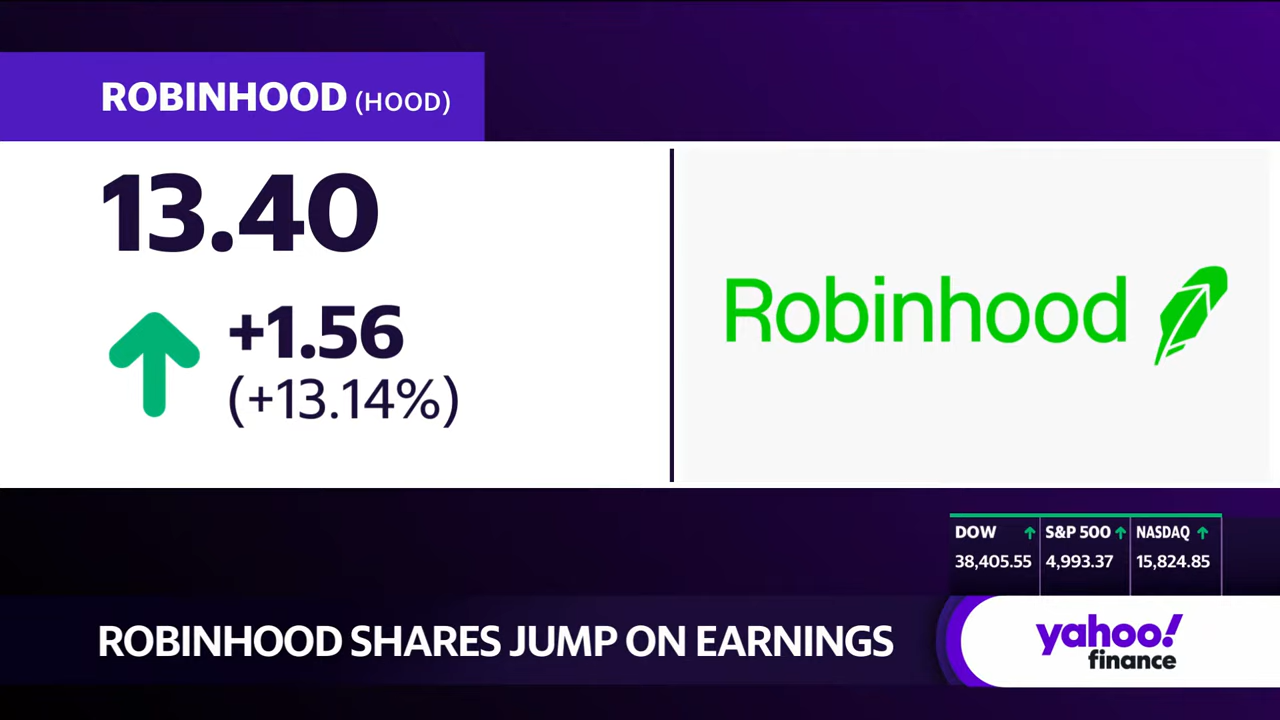 ROBINHOOD (HOOD)
13.40
+1.56
(+13.14%)
Robinhood
DOW S&P 500 NASDAQ
38,405.55 4,993.37 15,824.85
ROBINHOOD SHARES JUMP ON EARNINGS
yahoo!
finance